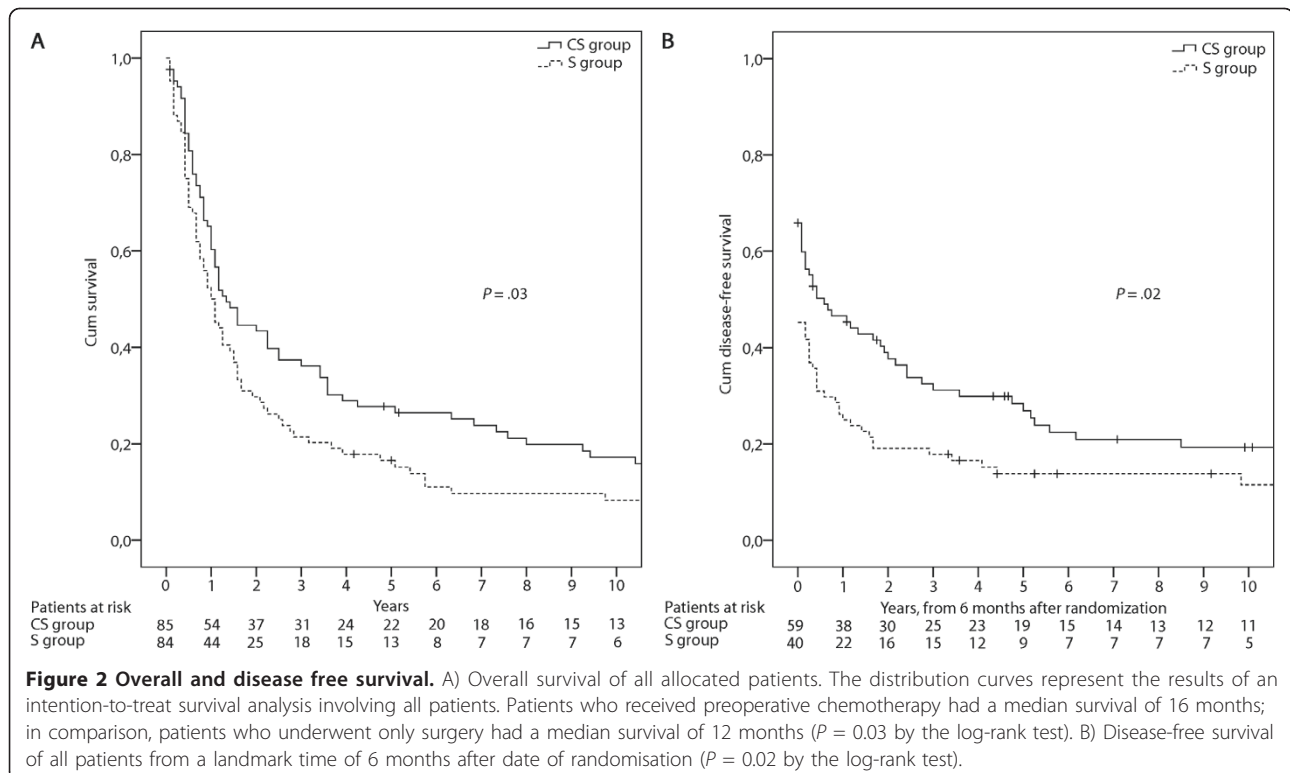 A
CS group
S group
1,0
0,8
0,6
0,4
0,2
0,0
Cum survival
P = .03
0 1 2 3 4 5 6 7 8 9 10
Years
Patients at risk
CS group 85 54 37 31 24 22 20 18 16 15 13
S group 84 44 25 18 15 13 8 7 7 7 6
B
CS group
S group
1,0
0,8
0,6
0,4
0,2
0,0
Cum disease-free survival
P = .02
0 1 2 3 4 5 6 7 8 9 10
Patients at risk
Years, from 6 months after randomization
CS group 59 38 30 25 23 19 15 14 13 12 11
S group 40 22 16 15 12 9 7 7 7 7 5
Figure 2 Overall and disease free survival. A) Overall survival of all allocated patients. The distribution curves represent the results of an
intention-to-treat survival analysis involving all patients. Patients who received preoperative chemotherapy had a median survival of 16 months;
in comparison, patients who underwent only surgery had a median survival of 12 months (P = 0.03 by the log-rank test). B) Disease-free survival
of all patients from a landmark time of 6 months after date of randomisation (P = 0.02 by the log-rank test).